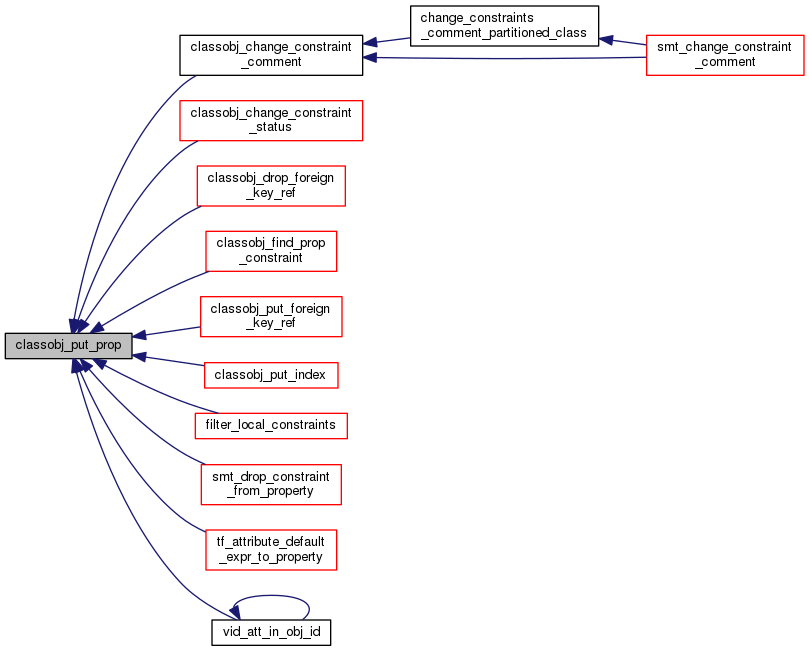 change_constraints
_comment_partitioned_class
classobj_change_constraint
_comment
smt_change_constraint
_comment
classobj_change_constraint
_status
classobj_drop_foreign
_key_ref
classobj_find_prop
_constraint
classobj_put_foreign
_key_ref
classobj_put_prop
classobj_put_index
filter_local_constraints
smt_drop_constraint
_from_property
tf_attribute_default
_expr_to_property
vid_att_in_obj_id